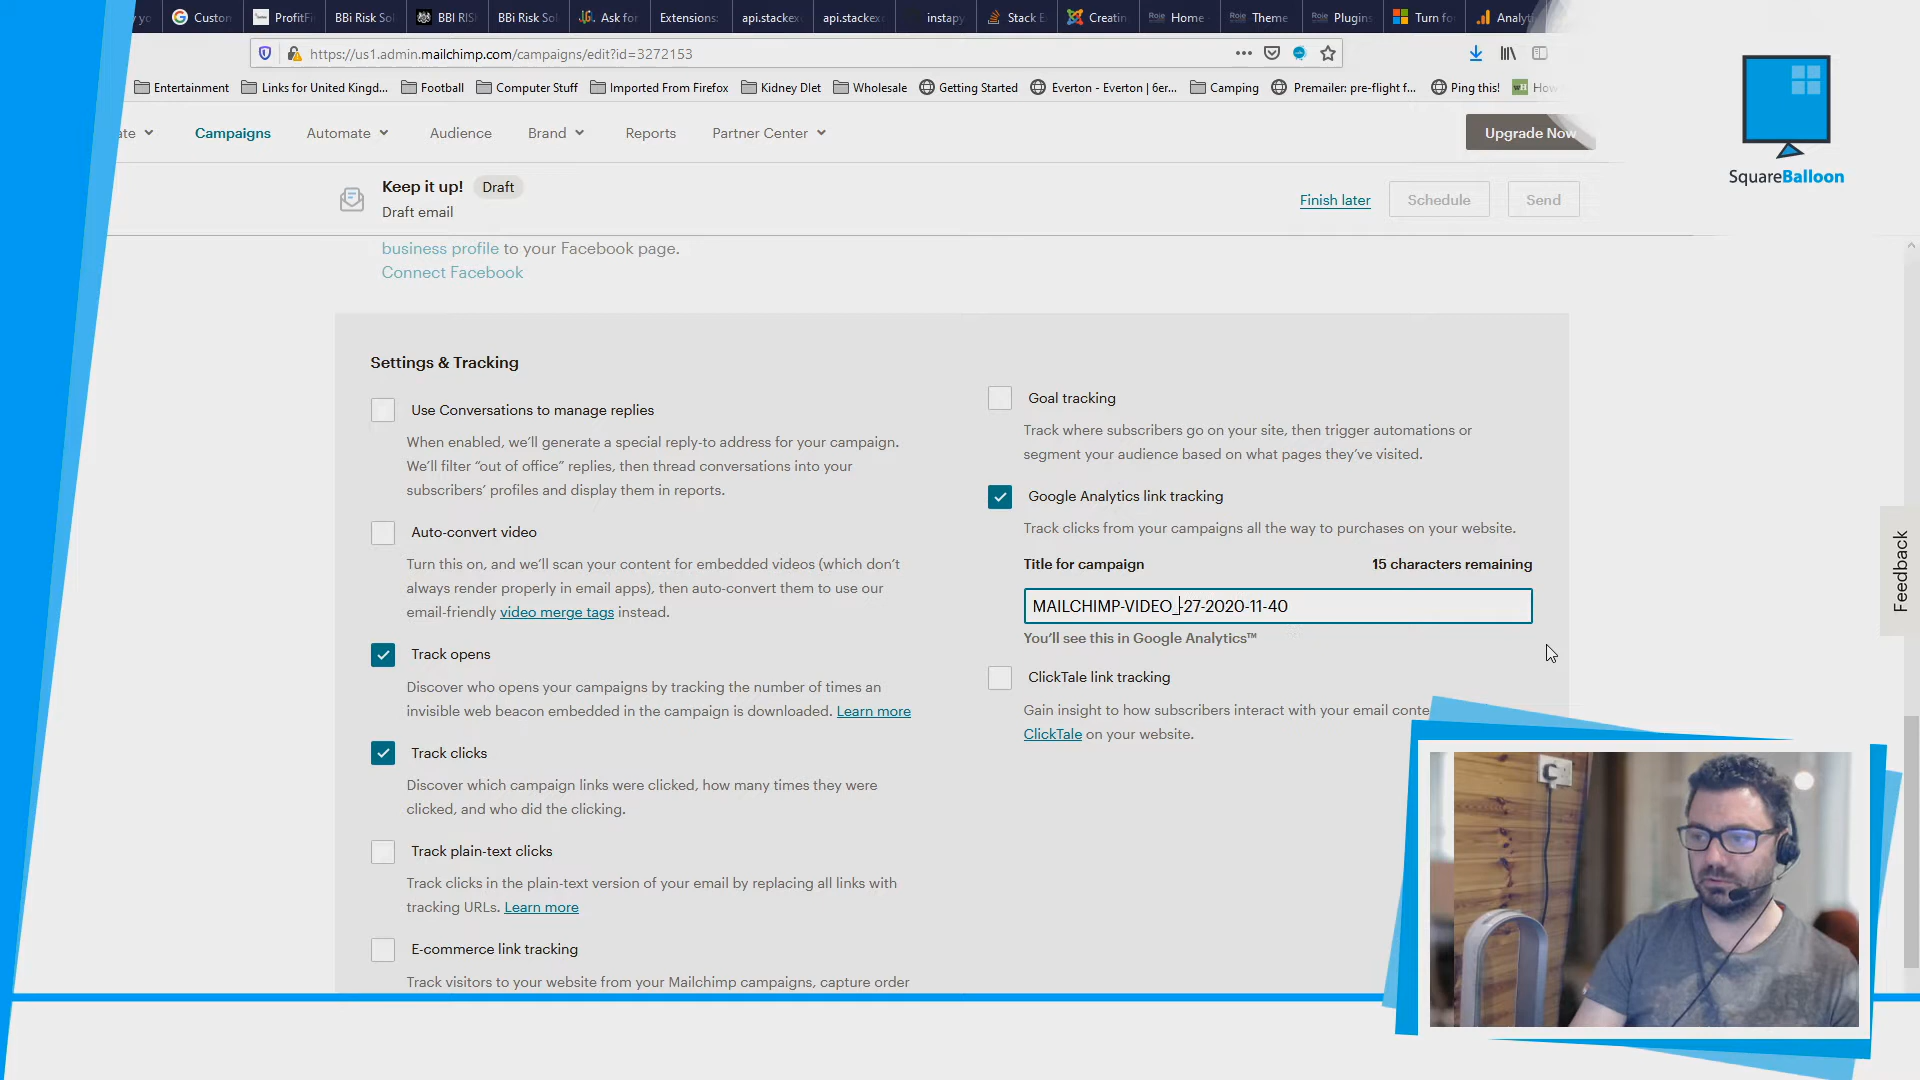 Custon
ProfitFi
BBi Risk Sol
BBI RIS
BBi Risk Sol
Ask for
Extensions:
api.stackexc
api.stackexc
instapy
Stack E
Creatin
Home
Theme
Plugins
Turn fo
Analyti
https://us1.admin.mailchimp.com/campaigns/edit?id=3272153
Entertainment
Links for United Kingd...
Football
Computer Stuff
Imported From Firefox
Kidney DIet
Wholesale
Getting Started
Everton - Everton | 6er...
Camping
Premailer: pre-flight f...
Ping this!
How
ate
Campaigns
Automate
Audience
Brand
Reports
Partner Center
Upgrade Now
SquareBalloon
Keep it up!
Draft
Draft email
Finish later
Schedule
Send
business profile to your Facebook page.
Connect Facebook
Settings & Tracking
Use Conversations to manage replies
When enabled, we’ll generate a special reply-to address for your campaign.
We’ll filter “out of office” replies, then thread conversations into your
subscribers’ profiles and display them in reports.
Auto-convert video
Turn this on, and we’ll scan your content for embedded videos (which don’t
always render properly in email apps), then auto-convert them to use our
email-friendly video merge tags instead.
Track opens
Discover who opens your campaigns by tracking the number of times an
invisible web beacon embedded in the campaign is downloaded. Learn more
Track clicks
Discover which campaign links were clicked, how many times they were
clicked, and who did the clicking.
Track plain-text clicks
Track clicks in the plain-text version of your email by replacing all links with
tracking URLs. Learn more
E-commerce link tracking
Track visitors to your website from your Mailchimp campaigns, capture order
Goal tracking
Track where subscribers go on your site, then trigger automations or
segment your audience based on what pages they’ve visited.
Google Analytics link tracking
Track clicks from your campaigns all the way to purchases on your website.
Title for campaign
15 characters remaining
MAILCHIMP-VIDEO_-27-2020-11-40
You’ll see this in Google Analytics™
ClickTale link tracking
Gain insight to how subscribers interact with your email conte
ClickTale on your website.
Feedback